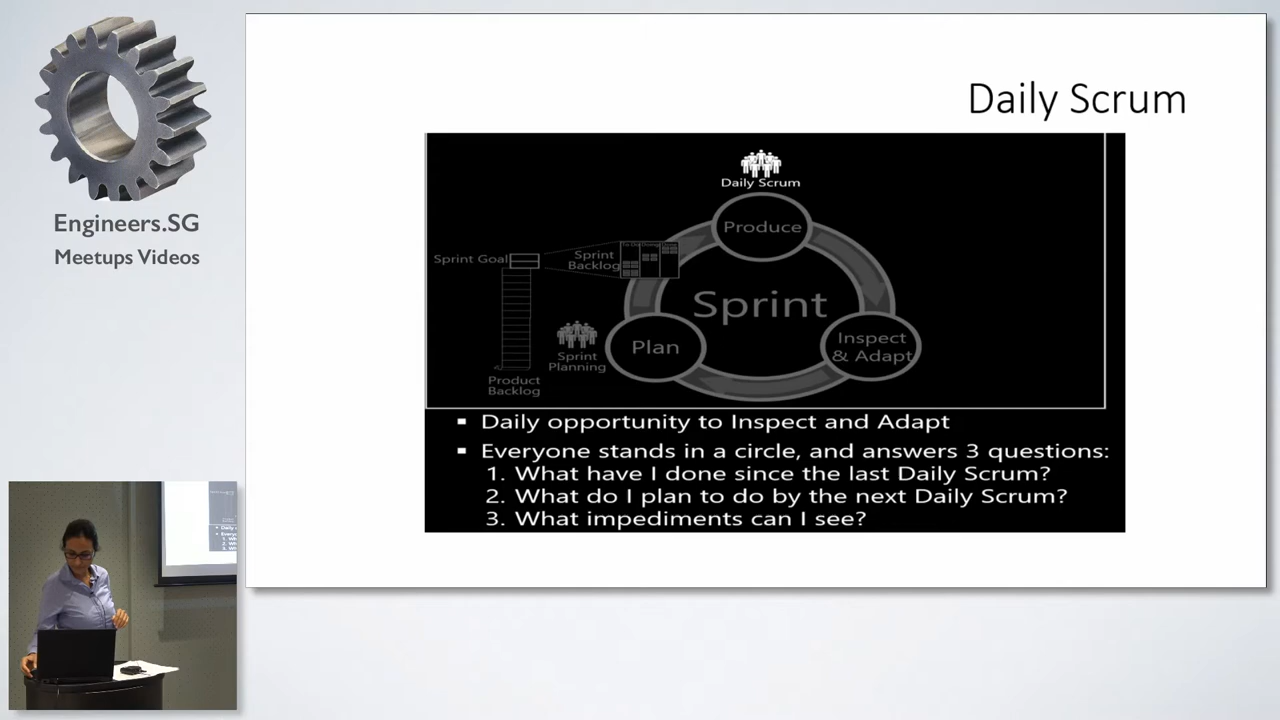 Engineers.SG
Meetups Videos
Daily Scrum
Daily Scrum
Produce
Sprint Goal
Sprint
Backlog
Sprint
Plan
Inspect
& Adapt
Sprint
Planning
Product
Backlog
▪ Daily opportunity to Inspect and Adapt
▪ Everyone stands in a circle, and answers 3 questions:
1. What have I done since the last Daily Scrum?
2. What do I plan to do by the next Daily Scrum?
3. What impediments can I see?